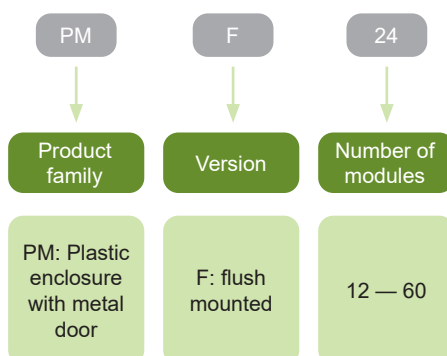 PM
F
24
Product
family
Version
Number of
modules
PM: Plastic
enclosure
with metal
door
F: flush
mounted
12 — 60